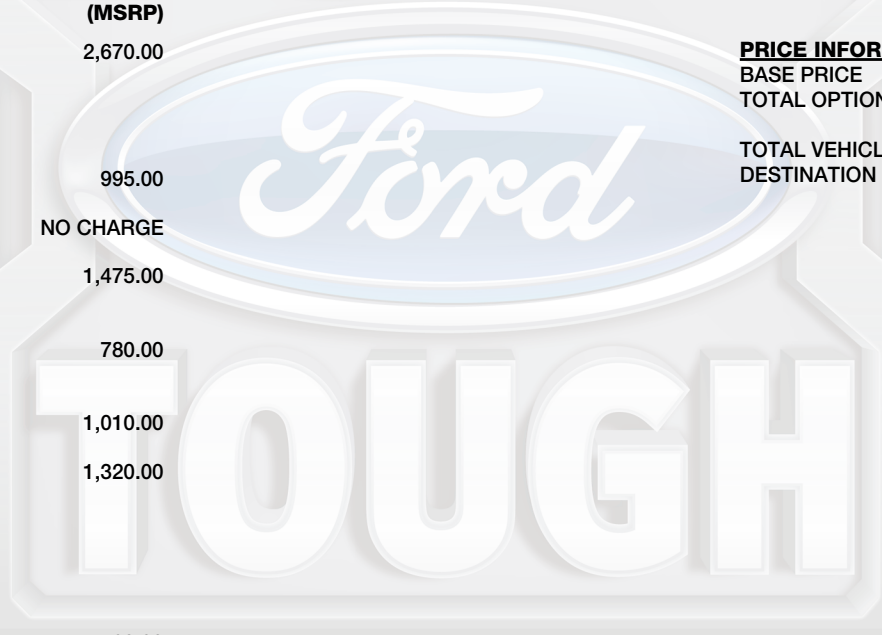 (MSRP)
2,670.00
995.00
NO CHARGE
1,475.00
780.00
1,010.00
1,320.00
PRICE INFOR
BASE PRICE
TOTAL OPTION
TOTAL VEHICL
DESTINATION
Ford
TOUGH